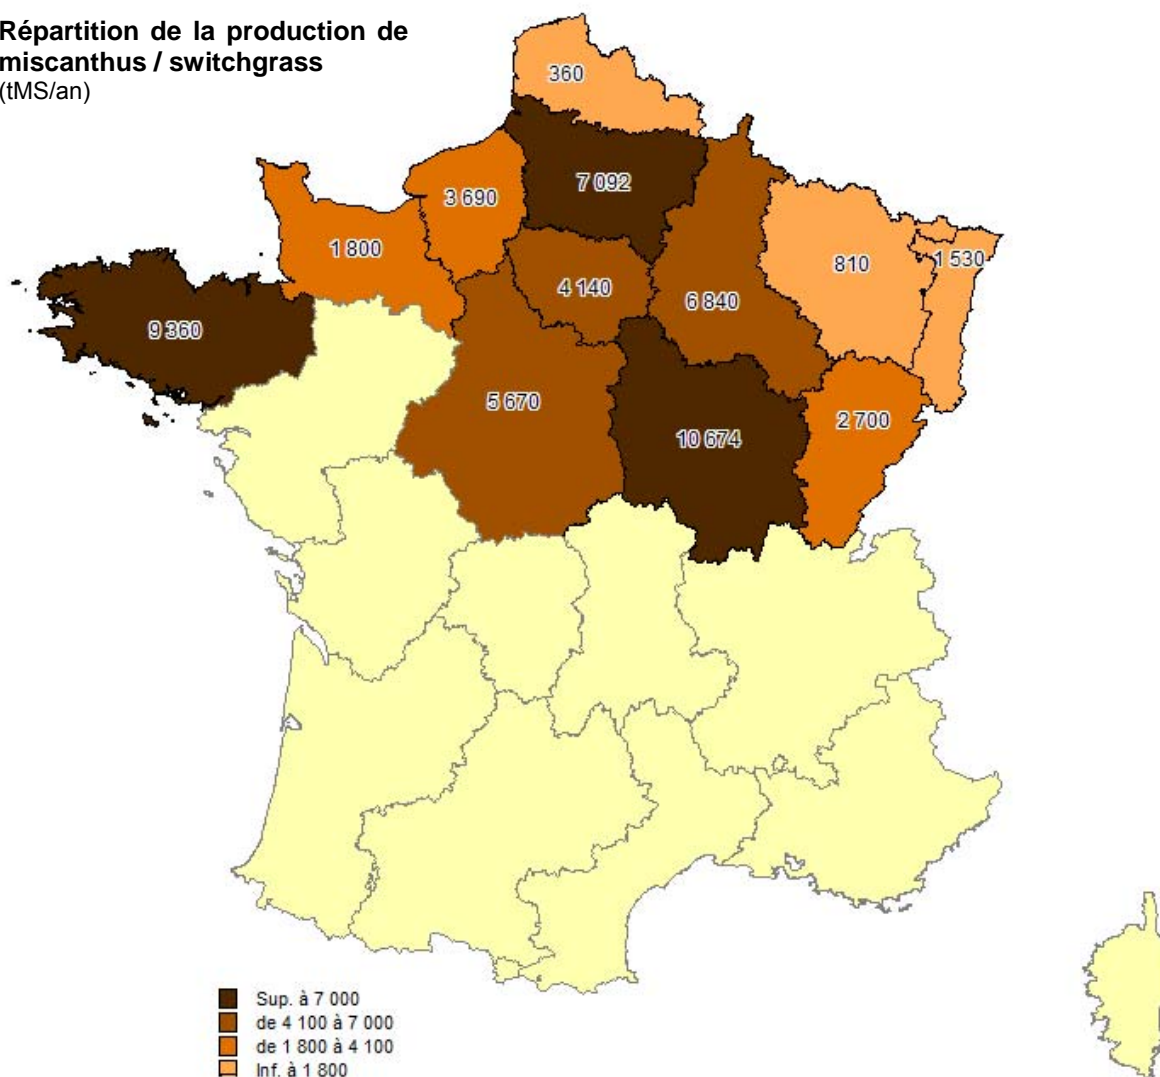 Répartition de la production de
miscanthus / switchgrass
(tMS/an)
360
7 092
3 690
1 800
4 140
6 840
810
1 530
9 360
5 670
10 674
2 700
Sup. à 7 000
de 4 100 à 7 000
de 1 800 à 4 100
Inf. à 1 800